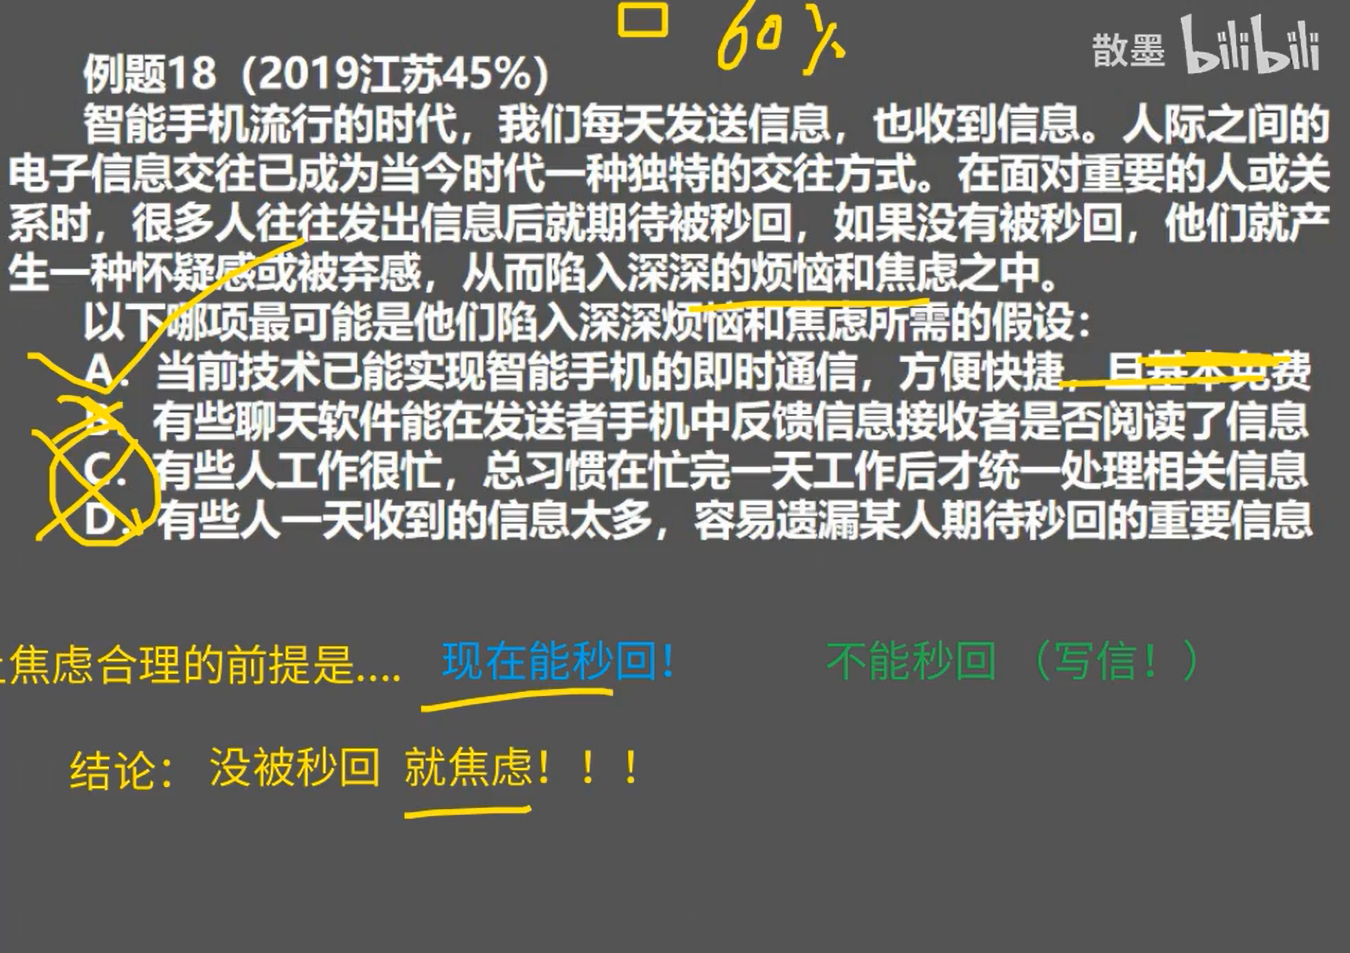 60%
散墨 bilibili
例题18（2019江苏45%）
智能手机流行的时代，我们每天发送信息，也收到信息。人际之间的
电子信息交往已成为当今时代一种独特的交往方式。在面对重要的人或关
系时，很多人往往发出信息后就期待被秒回，如果没有被秒回，他们就产
生一种怀疑感或被弃感，从而陷入深深的烦恼和焦虑之中。
以下哪项最可能是他们陷入深深烦恼和焦虑所需的假设：
A. 当前技术已能实现智能手机的即时通信，方便快捷，且基本免费
B. 有些聊天软件能在发送者手机中反馈信息接收者是否阅读了信息
C. 有些人工作很忙，总习惯在忙完一天工作后才统一处理相关信息
D. 有些人一天收到的信息太多，容易遗漏某人期待秒回的重要信息
焦虑合理的前提是.... 现在能秒回！ 不能秒回（写信！）
结论： 没被秒回 就焦虑！！！